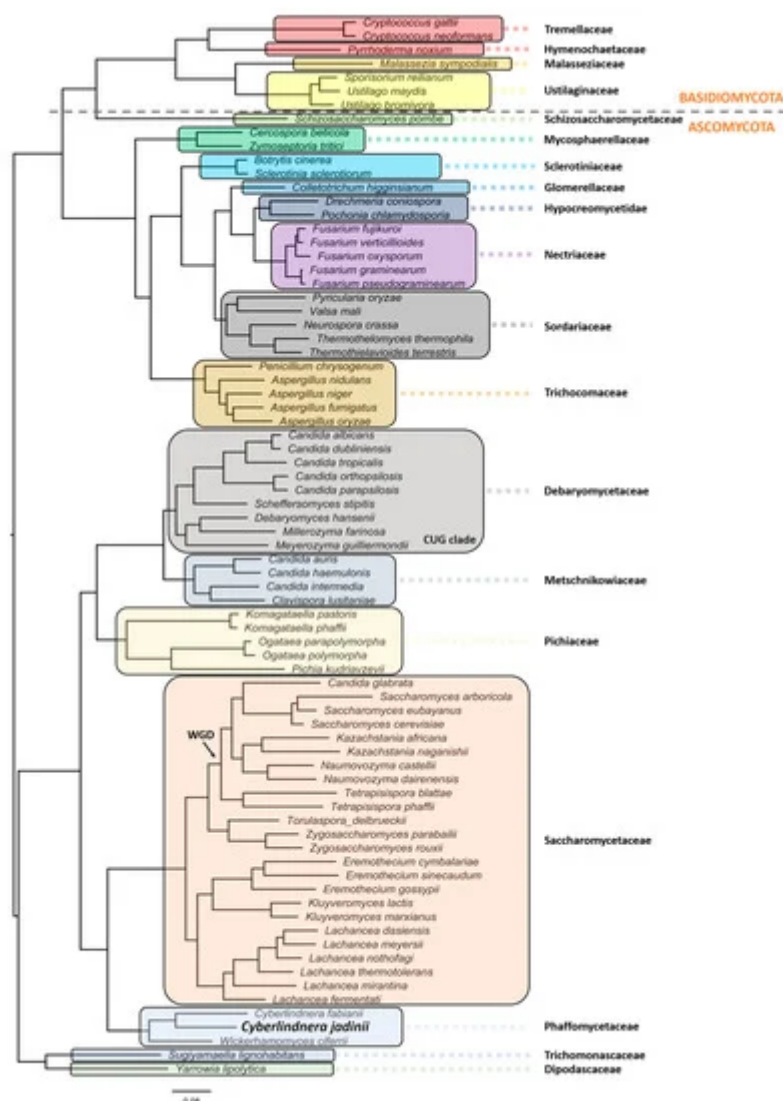 Cryptococcus gattii
Cryptococcus neoformans
Tremellaceae
Pyrrhoderma noxium
Hymenochaetaceae
Malassezia sympodialis
Malasseziaceae
Sporisorium reilianum
Ustilago maydis
Ustilaginaceae
Ustilago bromivora
BASIDIOMYCOTA
Schizosaccharomyces pombe
Schizosaccharomycetaceae
ASCOMYCOTA
Cercospora beticola
Mycosphaerellaceae
Zymoseptoria tritici
Botrytis cinerea
Sclerotiniaceae
Sclerotinia sclerotiorum
Colletotrichum higginsianum
Glomerellaceae
Drechmeria coniospora
Hypocreomycetidae
Pochonia chlamydosporia
Fusarium fujikuroi
Fusarium verticillioides
Fusarium oxysporum
Nectriaceae
Fusarium graminearum
Fusarium pseudograminearum
Pyricularia oryzae
Valsa mali
Neurospora crassa
Sordariaceae
Thermothelomyces thermophila
Thermothielavioides terrestris
Penicillium chrysogenum
Aspergillus nidulans
Aspergillus niger
Trichocomaceae
Aspergillus fumigatus
Aspergillus oryzae
Candida albicans
Candida dubliniensis
Candida tropicalis
Candida orthopsilosis
Candida parapsilosis
Debaryomycetaceae
Scheffersomyces stipitis
Debaryomyces hansenii
Millerozyma farinosa
Meyerozyma guilliermondii
CUG clade
Candida auris
Candida haemulonis
Metschnikowiaceae
Candida intermedia
Clavispora lusitaniae
Komagataella pastoris
Komagataella phaffii
Ogataea parapolymorpha
Pichiaceae
Ogataea polymorpha
Pichia kudriavzevii
Candida glabrata
Saccharomyces arboricola
Saccharomyces eubayanus
Saccharomyces cerevisiae
WGD
Kazachstania africana
Kazachstania naganishii
Naumovozyma castellii
Naumovozyma dairenensis
Tetrapisispora blattae
Tetrapisispora phaffii
Torulaspora_delbrueckii
Zygosaccharomyces parabailii
Saccharomycetaceae
Zygosaccharomyces rouxii
Eremothecium cymbalariae
Eremothecium sinecaudum
Eremothecium gossypii
Kluyveromyces lactis
Kluyveromyces marxianus
Lachancea dasiensis
Lachancea meyersii
Lachancea nothofagi
Lachancea thermotolerans
Lachancea mirantina
Lachancea fermentati
Cyberlindnera fabianii
Cyberlindnera jadinii
Phaffomycetaceae
Wickerhamomyces ciferrii
Sugiyamaella lignohabitans
Trichomonascaceae
Yarrowia lipolytica
Dipodascaceae